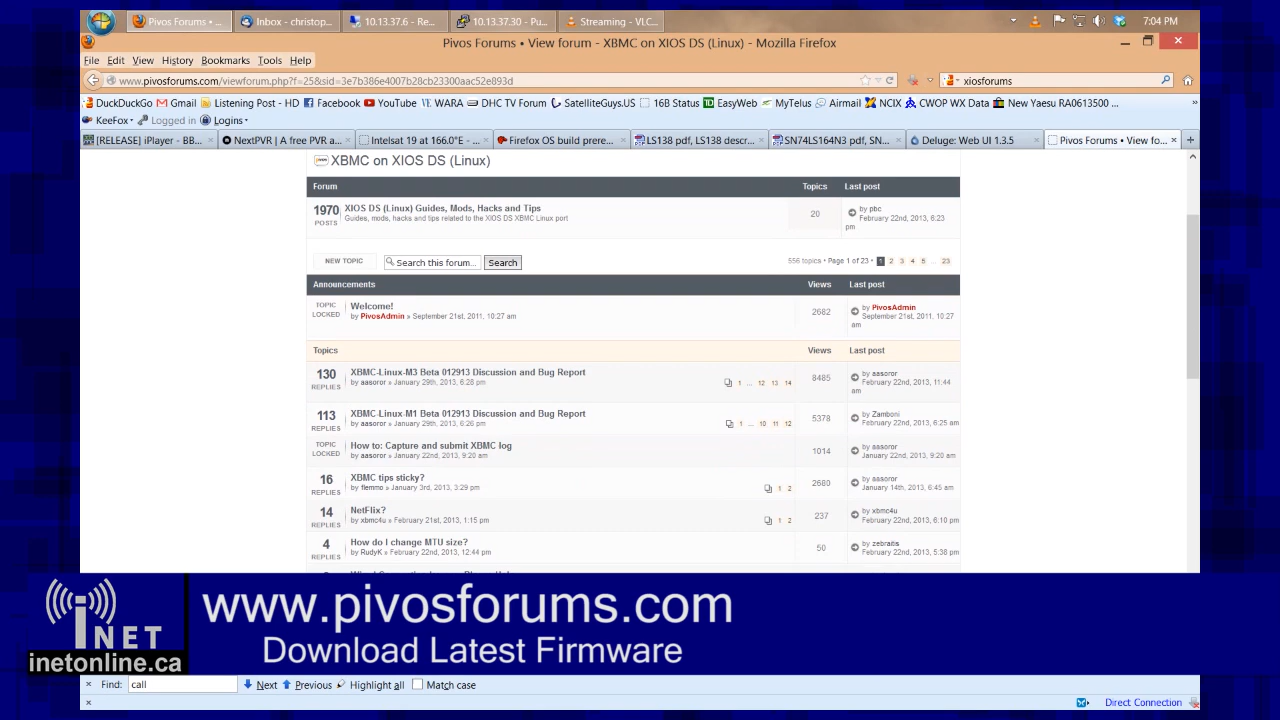 Pivos Forums • ...
Inbox - christop...
10.13.37.6 - Re...
10.13.37.30 - Pu...
Streaming - VLC...
7:04 PM
Pivos Forums • View forum - XBMC on XIOS DS (Linux) - Mozilla Firefox
File Edit View History Bookmarks Tools Help
www.pivosforums.com/viewforum.php?f=25&sid=3e7b386e4007b28cb23300aac52e893d
xiosforums
DuckDuckGo Gmail Listening Post - HD Facebook YouTube WARA DHC TV Forum SatelliteGuys.US 16B Status EasyWeb MyTelus Airmail NCIX CWOP WX Data New Yaesu RA0613500 ...
KeeFox Logged in Logins
[RELEASE] iPlayer - BB...
NextPVR | A free PVR a...
Intelsat 19 at 166.0°E - ...
Firefox OS build prere...
LS138 pdf, LS138 descr...
SN74LS164N3 pdf, SN...
Deluge: Web UI 1.3.5
Pivos Forums • View fo...
XBMC on XIOS DS (Linux)
Forum Topics Last post
1970 POSTS
XIOS DS (Linux) Guides, Mods, Hacks and Tips
Guides, mods, hacks and tips related to the XIOS DS XBMC Linux port
20
by pbc
February 22nd, 2013, 6:23
pm
NEW TOPIC Search this forum... Search 556 topics • Page 1 of 23 • 1 2 3 4 5 ... 23
Announcements Views Last post
TOPIC LOCKED
Welcome!
by PivosAdmin » September 21st, 2011, 10:27 am
2682
by PivosAdmin
September 21st, 2011, 10:27
am
Topics Views Last post
130 REPLIES
XBMC-Linux-M3 Beta 012913 Discussion and Bug Report
by aasoror » January 29th, 2013, 6:28 pm
1 ... 12 13 14
8485
by aasoror
February 22nd, 2013, 11:44
am
113 REPLIES
XBMC-Linux-M1 Beta 012913 Discussion and Bug Report
by aasoror » January 29th, 2013, 6:26 pm
1 ... 10 11 12
5378
by Zamboni
February 22nd, 2013, 6:25 am
TOPIC LOCKED
How to: Capture and submit XBMC log
by aasoror » January 22nd, 2013, 9:20 am
1014
by aasoror
January 22nd, 2013, 9:20 am
16 REPLIES
XBMC tips sticky?
by flemmo » January 3rd, 2013, 3:29 pm
1 2
2680
by aasoror
January 14th, 2013, 6:45 am
14 REPLIES
NetFlix?
by xbmc4u » February 21st, 2013, 1:15 pm
1 2
237
by xbmc4u
February 22nd, 2013, 6:10 pm
4 REPLIES
How do I change MTU size?
by RudyK » February 22nd, 2013, 12:44 pm
50
by zebraitis
February 22nd, 2013, 5:38 pm
iNET
inetonline.ca
www.pivosforums.com
Download Latest Firmware
Find: call Next Previous Highlight all Match case
Direct Connection